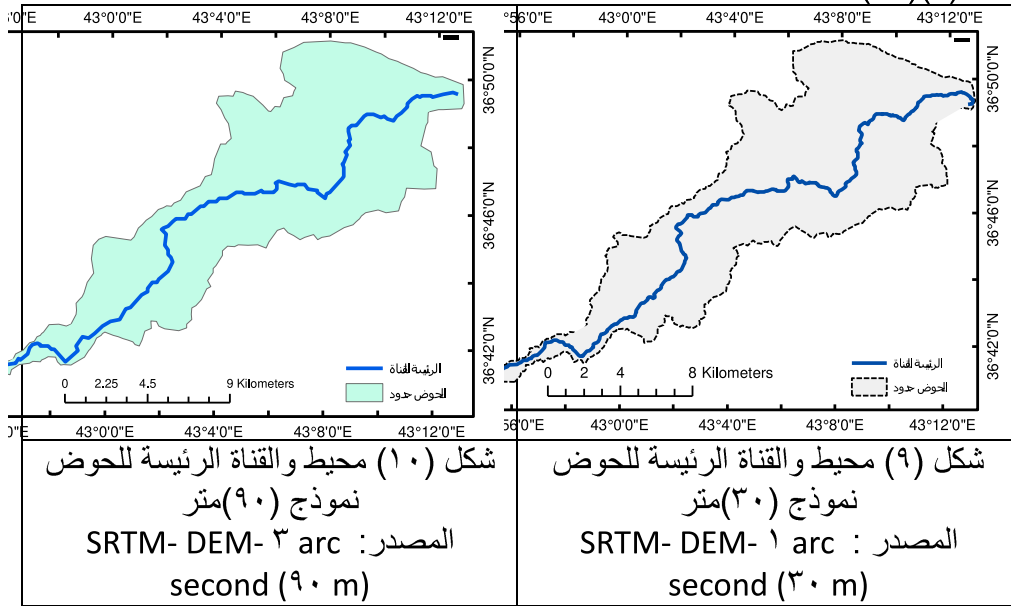 43°0'0"E 43°4'0"E 43°8'0"E 43°12'0"E
36°50'0"N
36°46'0"N
36°42'0"N
الرئيسة القناة
الحوض حدود
0 2 4 8 Kilometers
43°0'0"E 43°4'0"E 43°8'0"E 43°12'0"E
شكل (٩) محيط والقناة الرئيسة للحوض
نموذج (٣٠)متر
المصدر : SRTM- DEM- ١ arc
second (٣٠ m)
43°0'0"E 43°4'0"E 43°8'0"E 43°12'0"E
36°50'0"N
36°46'0"N
36°42'0"N
الرئيسة القناة
الحوض حدود
0 2.25 4.5 9 Kilometers
43°0'0"E 43°4'0"E 43°8'0"E 43°12'0"E
شكل (١٠) محيط والقناة الرئيسة للحوض
نموذج (٩٠)متر
المصدر: SRTM- DEM- ٣ arc
second (٩٠ m)